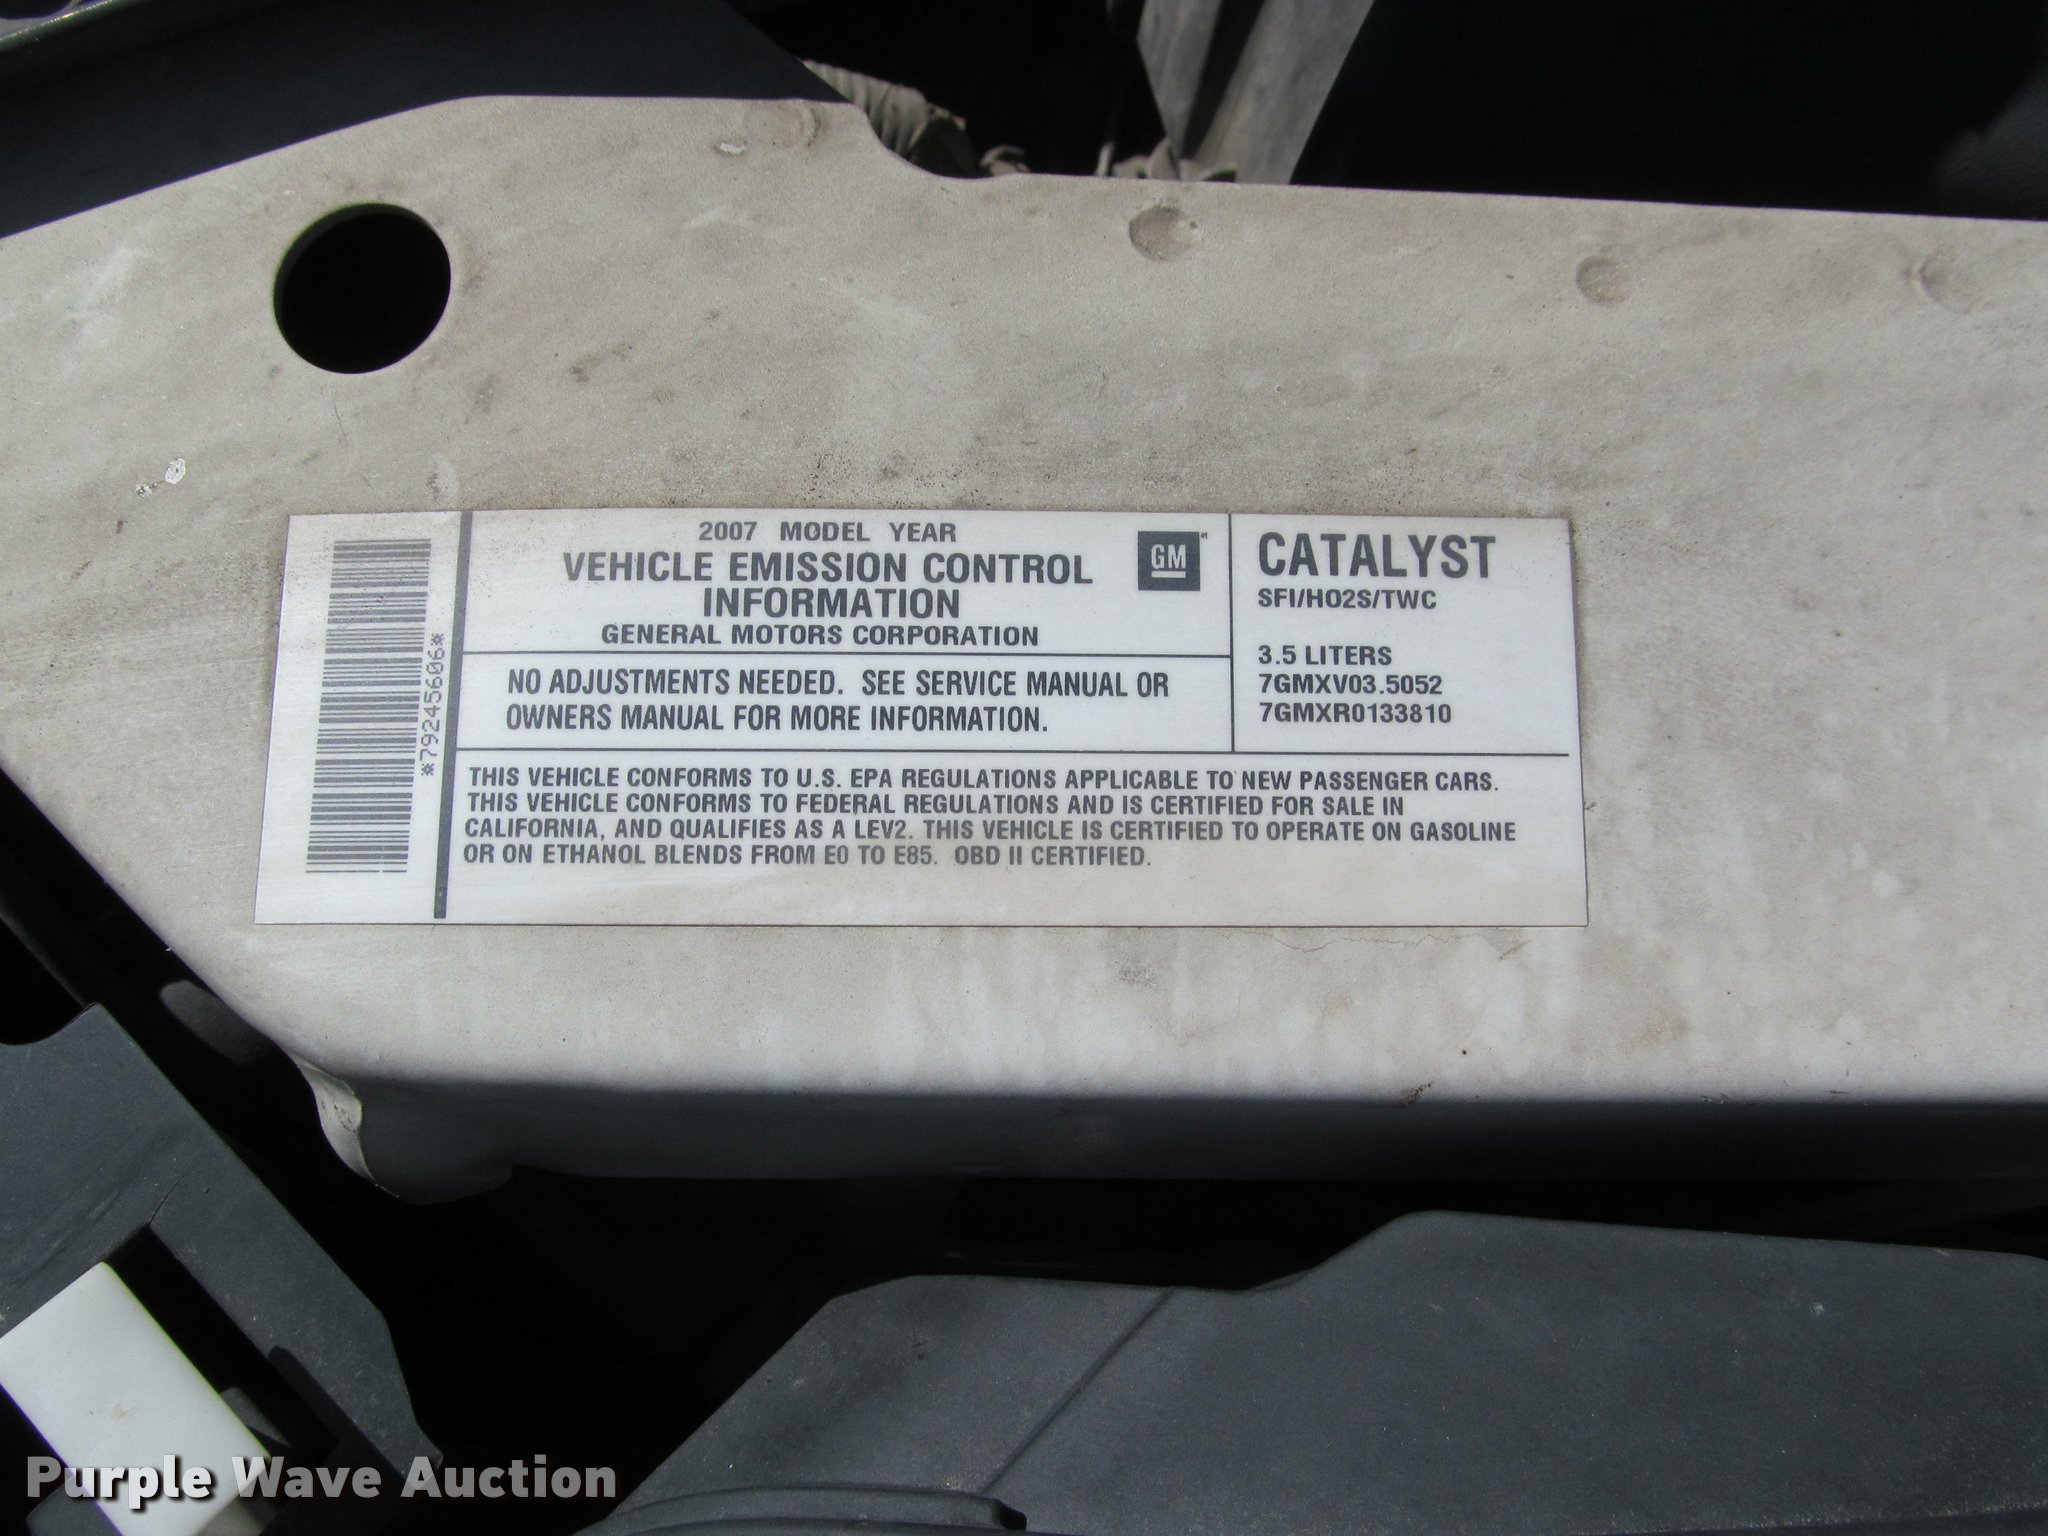 *79245606*
2007 MODEL YEAR
VEHICLE EMISSION CONTROL
INFORMATION
GENERAL MOTORS CORPORATION
GM
NO ADJUSTMENTS NEEDED. SEE SERVICE MANUAL OR
OWNERS MANUAL FOR MORE INFORMATION.
CATALYST
SFI/HO2S/TWC
3.5 LITERS
7GMXV03.5052
7GMXR0133810
THIS VEHICLE CONFORMS TO U.S. EPA REGULATIONS APPLICABLE TO NEW PASSENGER CARS.
THIS VEHICLE CONFORMS TO FEDERAL REGULATIONS AND IS CERTIFIED FOR SALE IN
CALIFORNIA, AND QUALIFIES AS A LEV2. THIS VEHICLE IS CERTIFIED TO OPERATE ON GASOLINE
OR ON ETHANOL BLENDS FROM E0 TO E85. OBD II CERTIFIED.
Purple Wave Auction